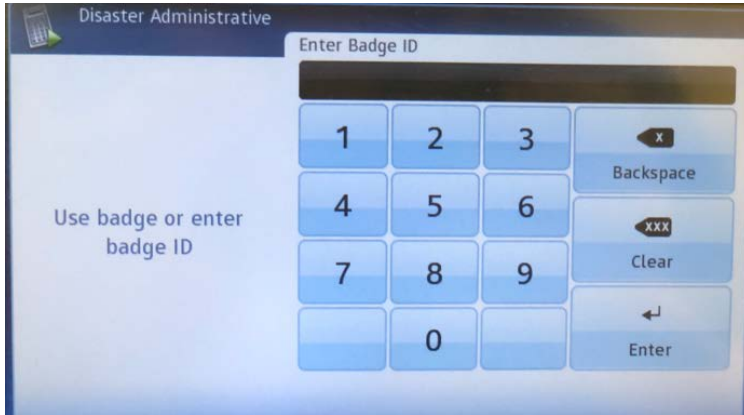 Disaster Administrative
Enter Badge ID
1 2 3
X
Backspace
4 5 6
Use badge or enter
badge ID
XXX
Clear
7 8 9
0
Enter